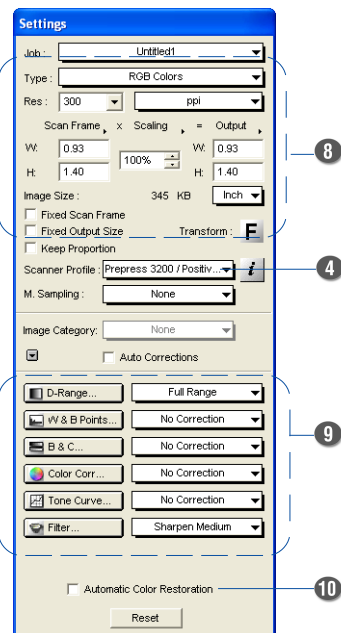 Settings
Job : Untitled1
Type : RGB Colors
Res : 300 ppi
Scan Frame x Scaling = Output
W: 0.93 100% W: 0.93
H: 1.40 H: 1.40
8
Image Size : 345 KB Inch
Fixed Scan Frame
Fixed Output Size Transform : F
Keep Proportion
Scanner Profile : Prepress 3200 / Positiv... i 4
M. Sampling : None
Image Category: None
Auto Corrections
D-Range... Full Range
W & B Points... No Correction
9
B & C... No Correction
Color Corr... No Correction
Tone Curve... No Correction
Filter... Sharpen Medium
Automatic Color Restoration 10
Reset